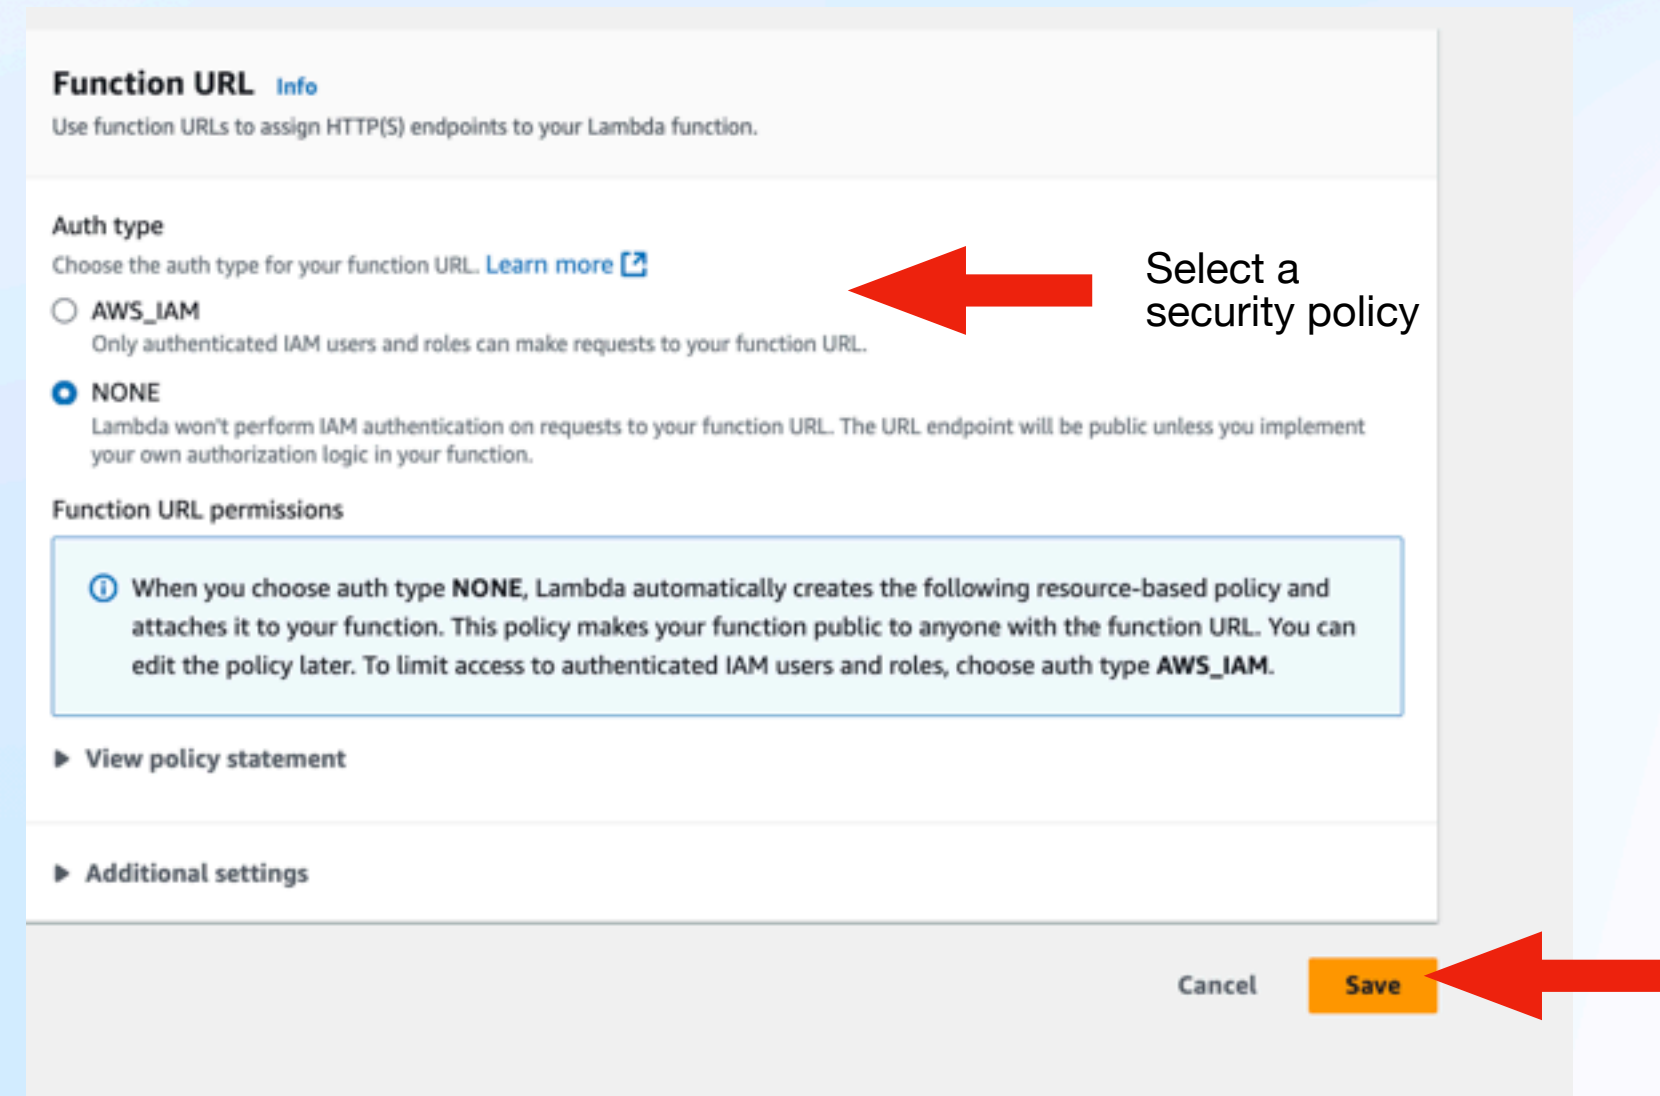 Function URL Info
Use function URLs to assign HTTP(S) endpoints to your Lambda function.
Auth type
Choose the auth type for your function URL. Learn more
AWS_IAM
Only authenticated IAM users and roles can make requests to your function URL.
Select a
security policy
NONE
Lambda won't perform IAM authentication on requests to your function URL. The URL endpoint will be public unless you implement
your own authorization logic in your function.
Function URL permissions
When you choose auth type NONE, Lambda automatically creates the following resource-based policy and
attaches it to your function. This policy makes your function public to anyone with the function URL. You can
edit the policy later. To limit access to authenticated IAM users and roles, choose auth type AWS_IAM.
View policy statement
Additional settings
Cancel
Save